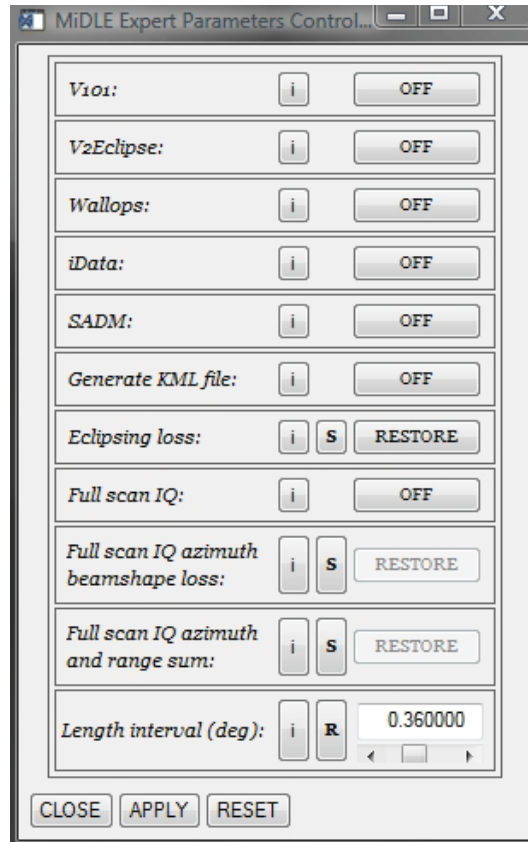 MiDLE Expert Parameters Control...
V101: i OFF
V2Eclipse: i OFF
Wallops: i OFF
iData: i OFF
SADM: i OFF
Generate KML file: i OFF
Eclipsing loss: i S RESTORE
Full scan IQ: i OFF
Full scan IQ azimuth
beamshape loss: i S RESTORE
Full scan IQ azimuth
and range sum: i S RESTORE
Length interval (deg): i R 0.360000
CLOSE APPLY RESET